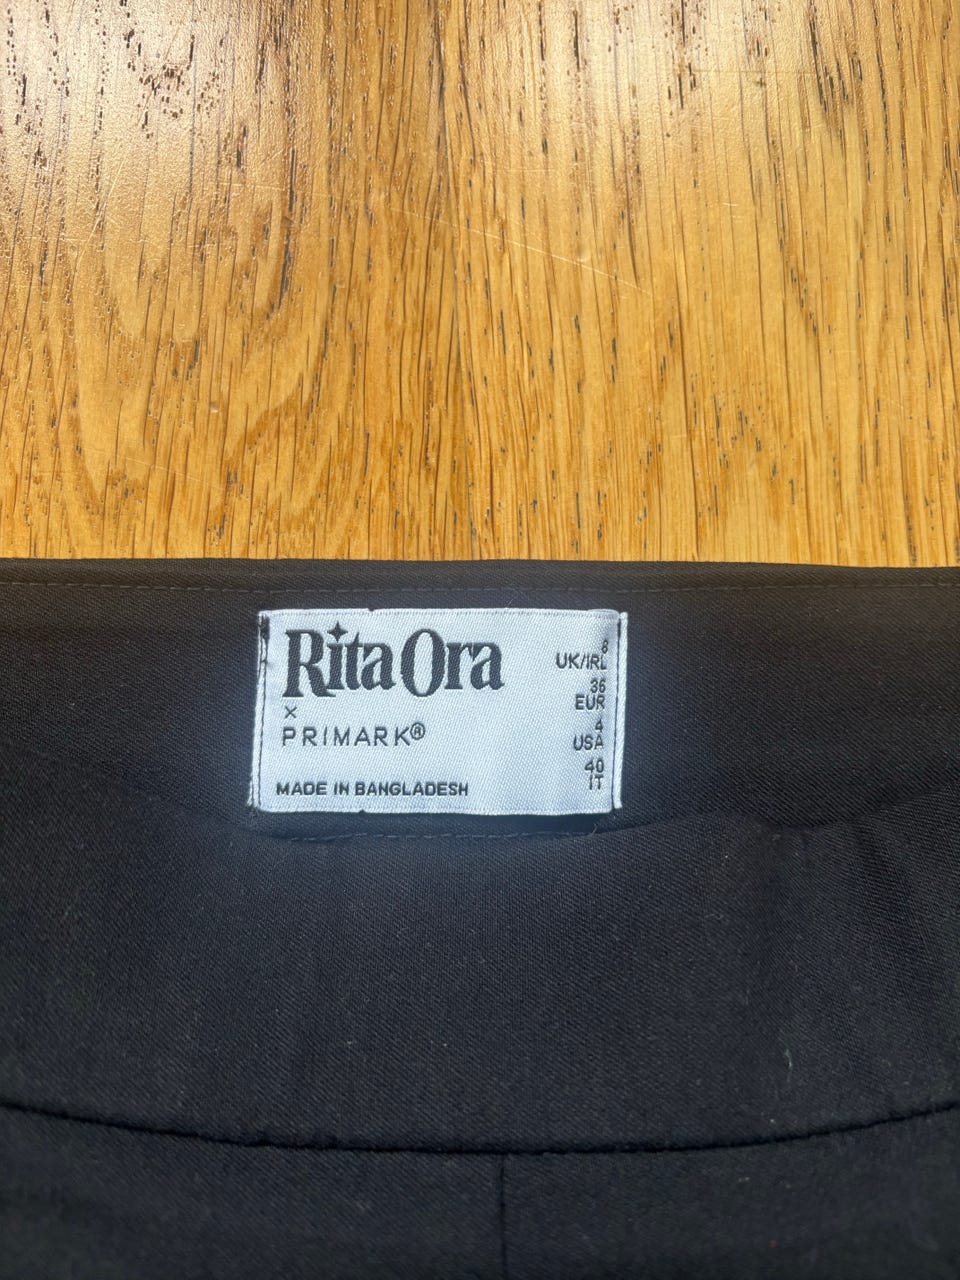 Rita Ora
×
PRIMARK®
MADE IN BANGLADESH
8
UK/IRL
36
EUR
4
USA
40
IT